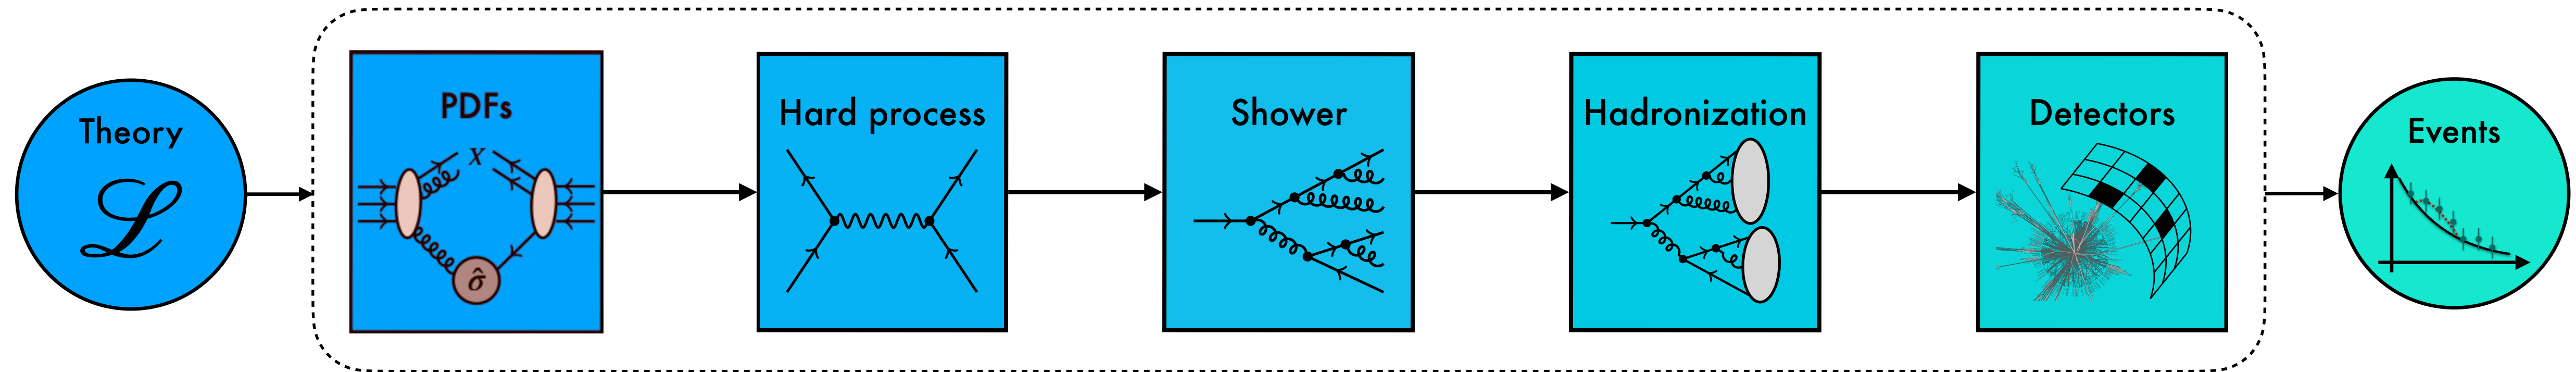 Theory
ℒ
PDFs
X
σ̂
Hard process
Shower
Hadronization
Detectors
Events